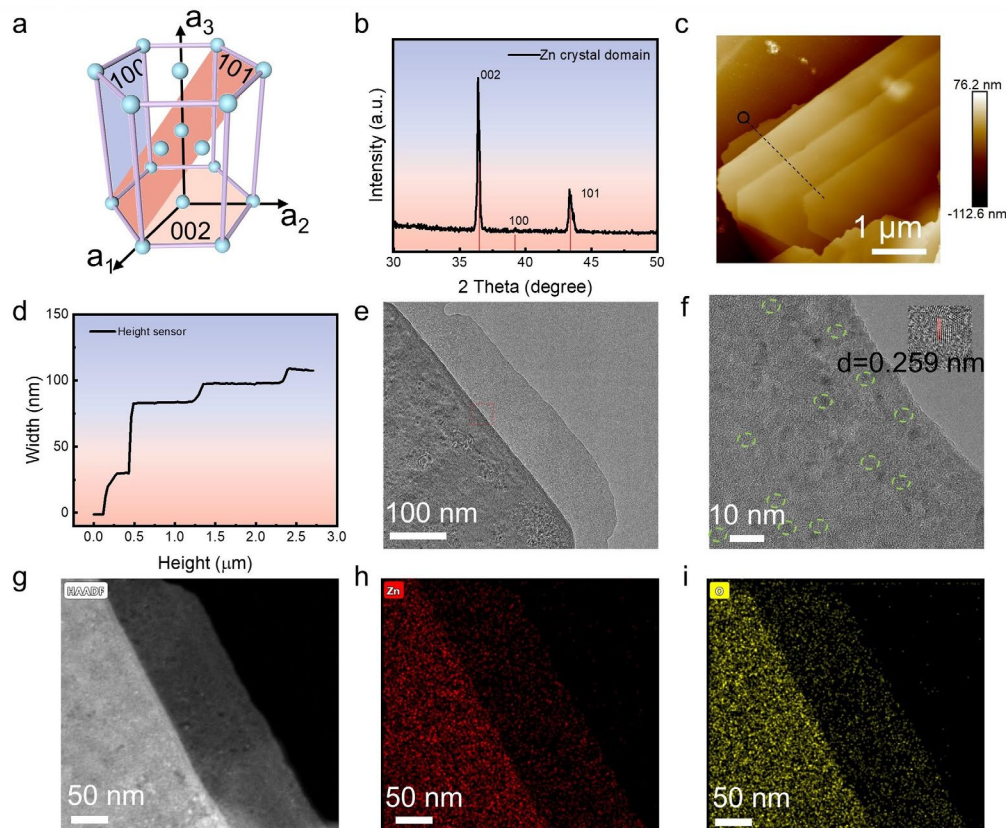 a
a3
100
101
002
a2
a1
b
Zn crystal domain
002
100
101
Intensity (a.u.)
30
35
40
45
50
2 Theta (degree)
c
76.2 nm
-112.6 nm
1 μm
d
Height sensor
150
100
50
0
Width (nm)
0.0
0.5
1.0
1.5
2.0
2.5
3.0
Height (μm)
e
100 nm
f
d=0.259 nm
10 nm
g
HAADF
50 nm
h
Zn
50 nm
i
O
50 nm